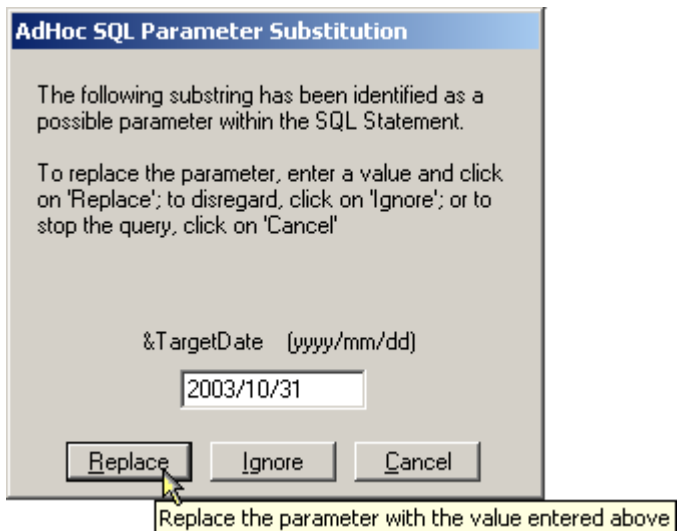 AdHoc SQL Parameter Substitution
The following substring has been identified as a
possible parameter within the SQL Statement.
To replace the parameter, enter a value and click
on 'Replace'; to disregard, click on 'Ignore'; or to
stop the query, click on 'Cancel'
&TargetDate (yyyy/mm/dd)
2003/10/31
Replace Ignore Cancel
Replace the parameter with the value entered above